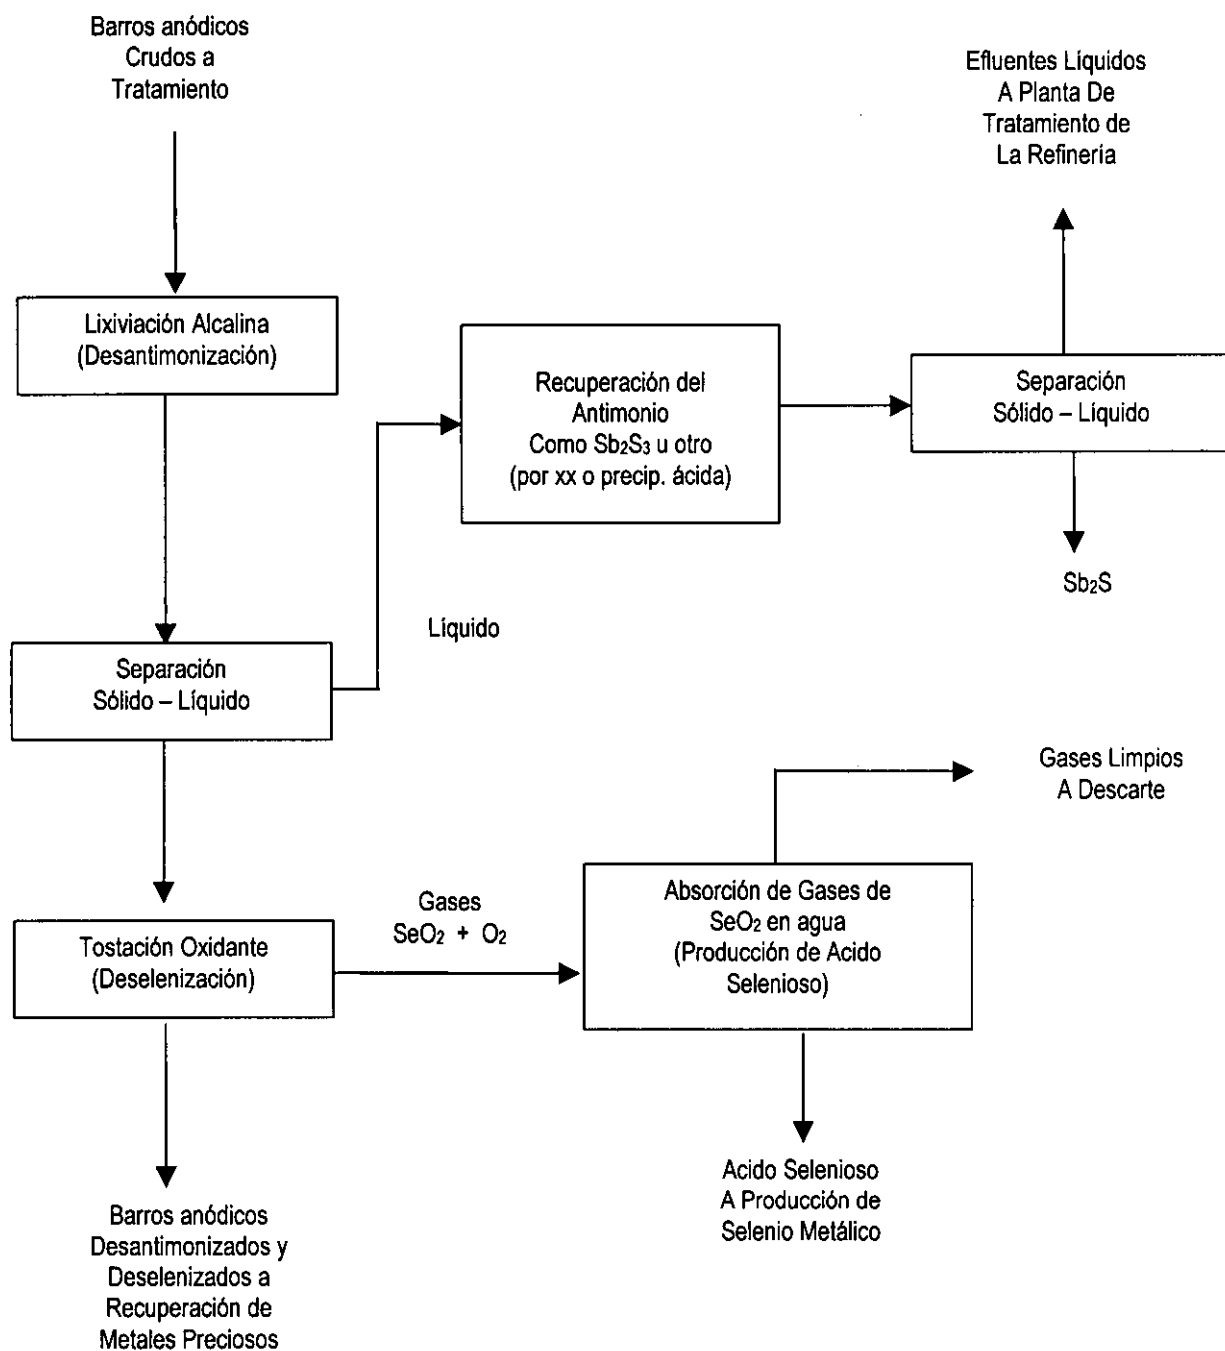 Barros anódicos
Crudos a
Tratamiento
Efluentes Líquidos
A Planta De
Tratamiento de
La Refinería
Lixiviación Alcalina
(Desantimonización)
Recuperación del
Antimonio
Como Sb₂S₃ u otro
(por xx o precip. ácida)
Separación
Sólido – Líquido
Sb₂S
Líquido
Separación
Sólido – Líquido
Gases Limpios
A Descarte
Tostación Oxidante
(Deselenización)
Gases
SeO₂ + O₂
Absorción de Gases de
SeO₂ en agua
(Producción de Acido
Selenioso)
Acido Selenioso
A Producción de
Selenio Metálico
Barros anódicos
Desantimonizados y
Deselenizados a
Recuperación de
Metales Preciosos